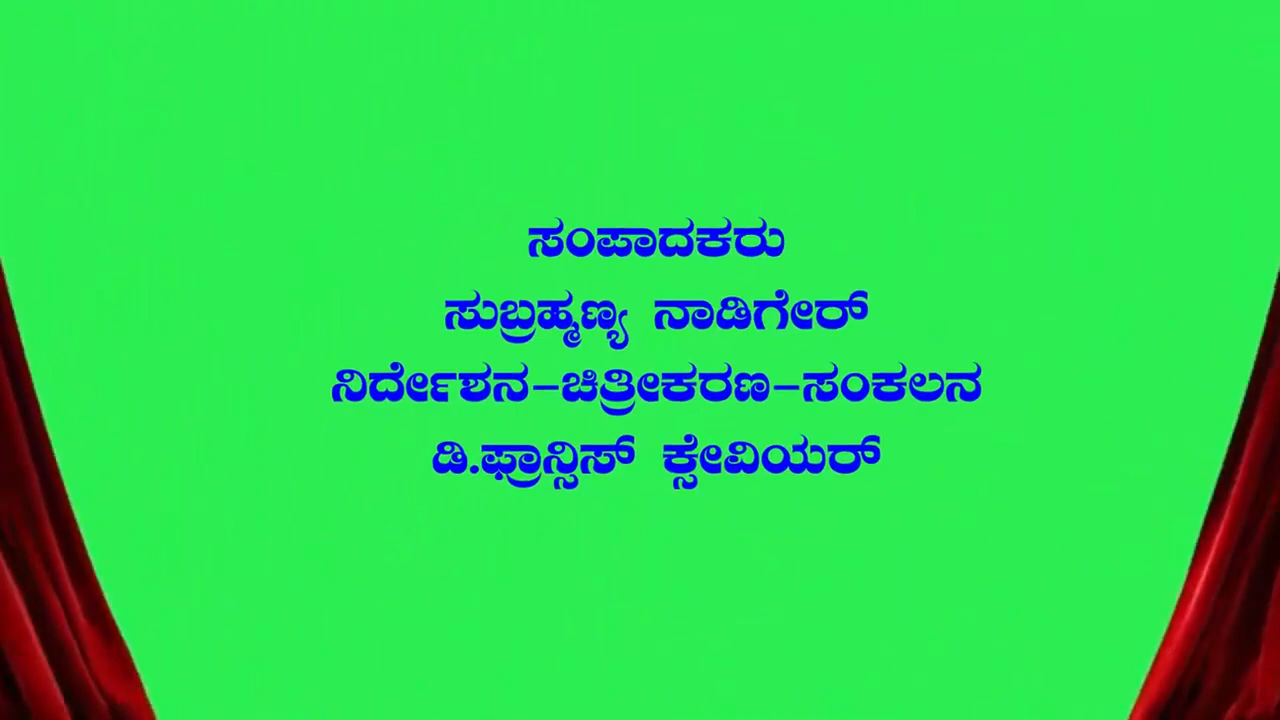 ಸಂಪಾದಕರು
ಸುಬ್ರಹ್ಮಣ್ಯ ನಾಡಿಗೇರ್
ನಿರ್ದೇಶನ-ಚಿತ್ರೀಕರಣ-ಸಂಕಲನ
ಡಿ.ಫ್ರಾನ್ಸಿಸ್ ಕ್ಸೇವಿಯರ್